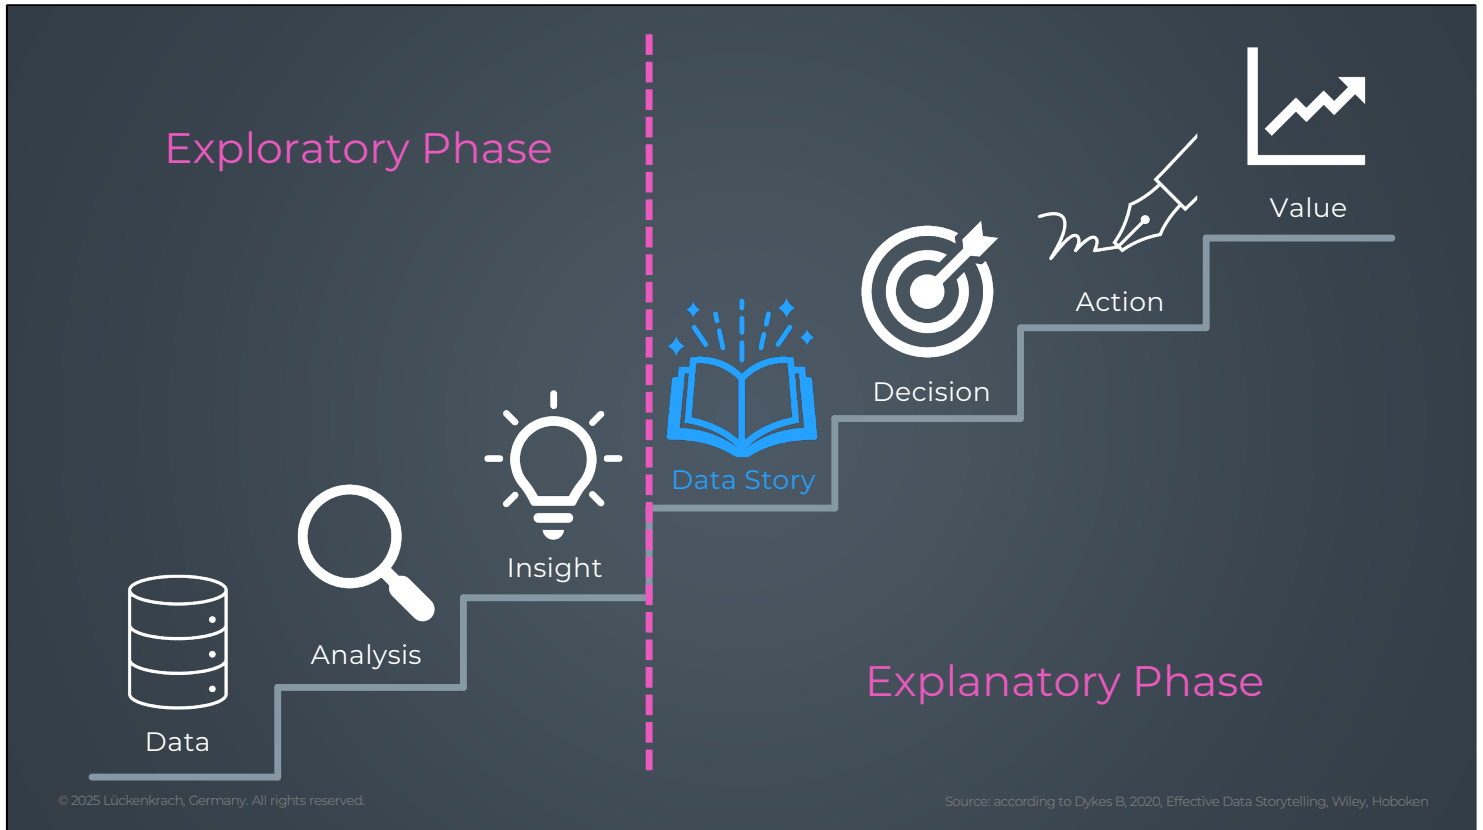 Exploratory Phase
Data
Analysis
Insight
Data Story
Decision
Action
Value
Explanatory Phase
© 2025 Lückenkrach, Germany. All rights reserved.
Source: according to Dykes B, 2020, Effective Data Storytelling, Wiley, Hoboken